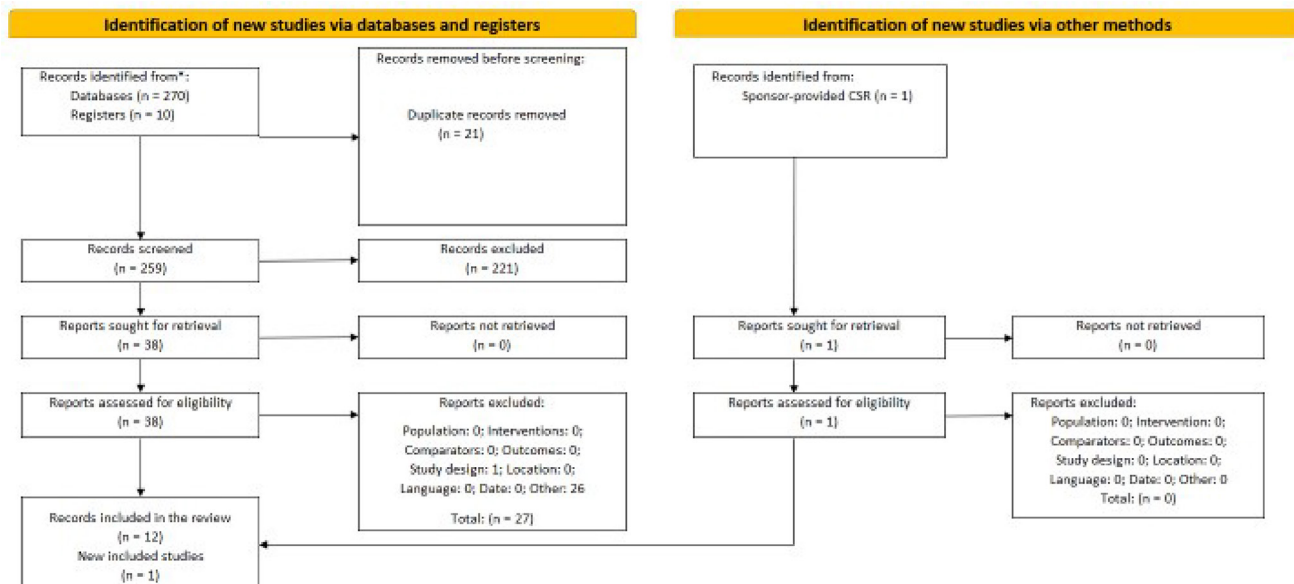 Identification of new studies via databases and registers
Identification of new studies via other methods
Records identified from*:
Databases (n = 270)
Registers (n = 10)
Records removed before screening:
Duplicate records removed
(n = 21)
Records identified from:
Sponsor-provided CSR (n = 1)
Records screened
(n = 259)
Records excluded
(n = 221)
Reports sought for retrieval
(n = 38)
Reports not retrieved
(n = 0)
Reports sought for retrieval
(n = 1)
Reports not retrieved
(n = 0)
Reports assessed for eligibility
(n = 38)
Reports excluded:
Population: 0; Interventions: 0;
Comparators: 0; Outcomes: 0;
Study design: 1; Location: 0;
Language: 0; Date: 0; Other: 26
Total: (n = 27)
Reports assessed for eligibility
(n = 1)
Reports excluded:
Population: 0; Intervention: 0;
Comparators: 0; Outcomes: 0;
Study design: 0; Location: 0;
Language: 0; Date: 0; Other: 0
Total: (n = 0)
Records included in the review
(n = 12)
New included studies
(n = 1)